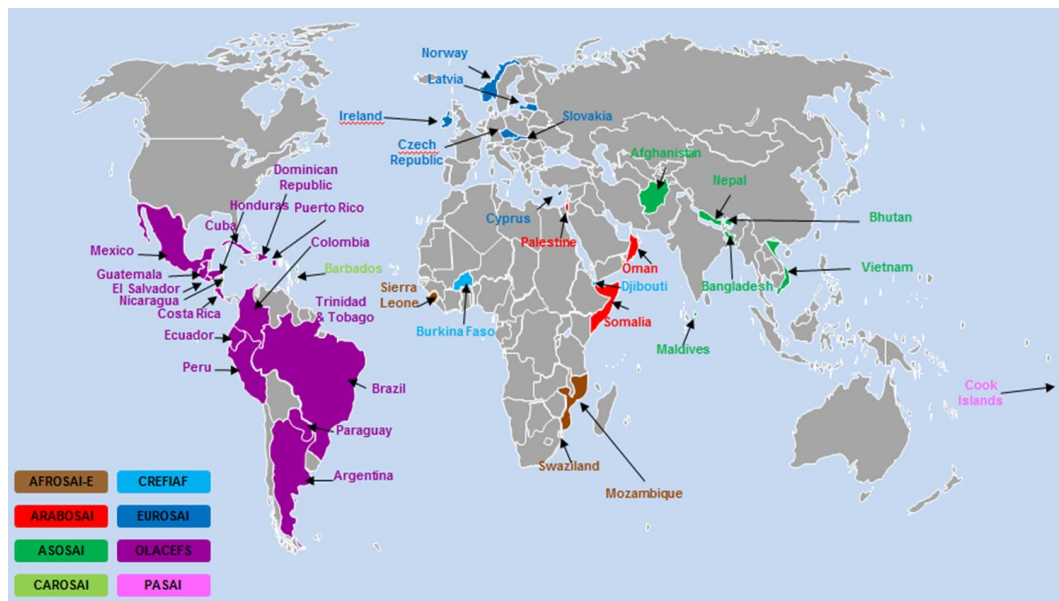 Norway
Latvia
Ireland
Slovakia
Czech
Republic
Afghanistan
Dominican
Republic
Nepal
Honduras
Puerto Rico
Cuba
Cyprus
Bhutan
Colombia
Palestine
Mexico
Oman
Vietnam
Guatemala
Barbados
El Salvador
Sierra
Leone
Djibouti
Bangladesh
Nicaragua
Costa Rica
Trinidad
& Tobago
Somalia
Burkina Faso
Ecuador
Maldives
Peru
Brazil
Cook
Islands
Paraguay
Swaziland
Argentina
Mozambique
AFROSAI-E
CREFIAF
ARABOSAI
EUROSAI
ASOSAI
OLACEFS
CAROSAI
PASAI